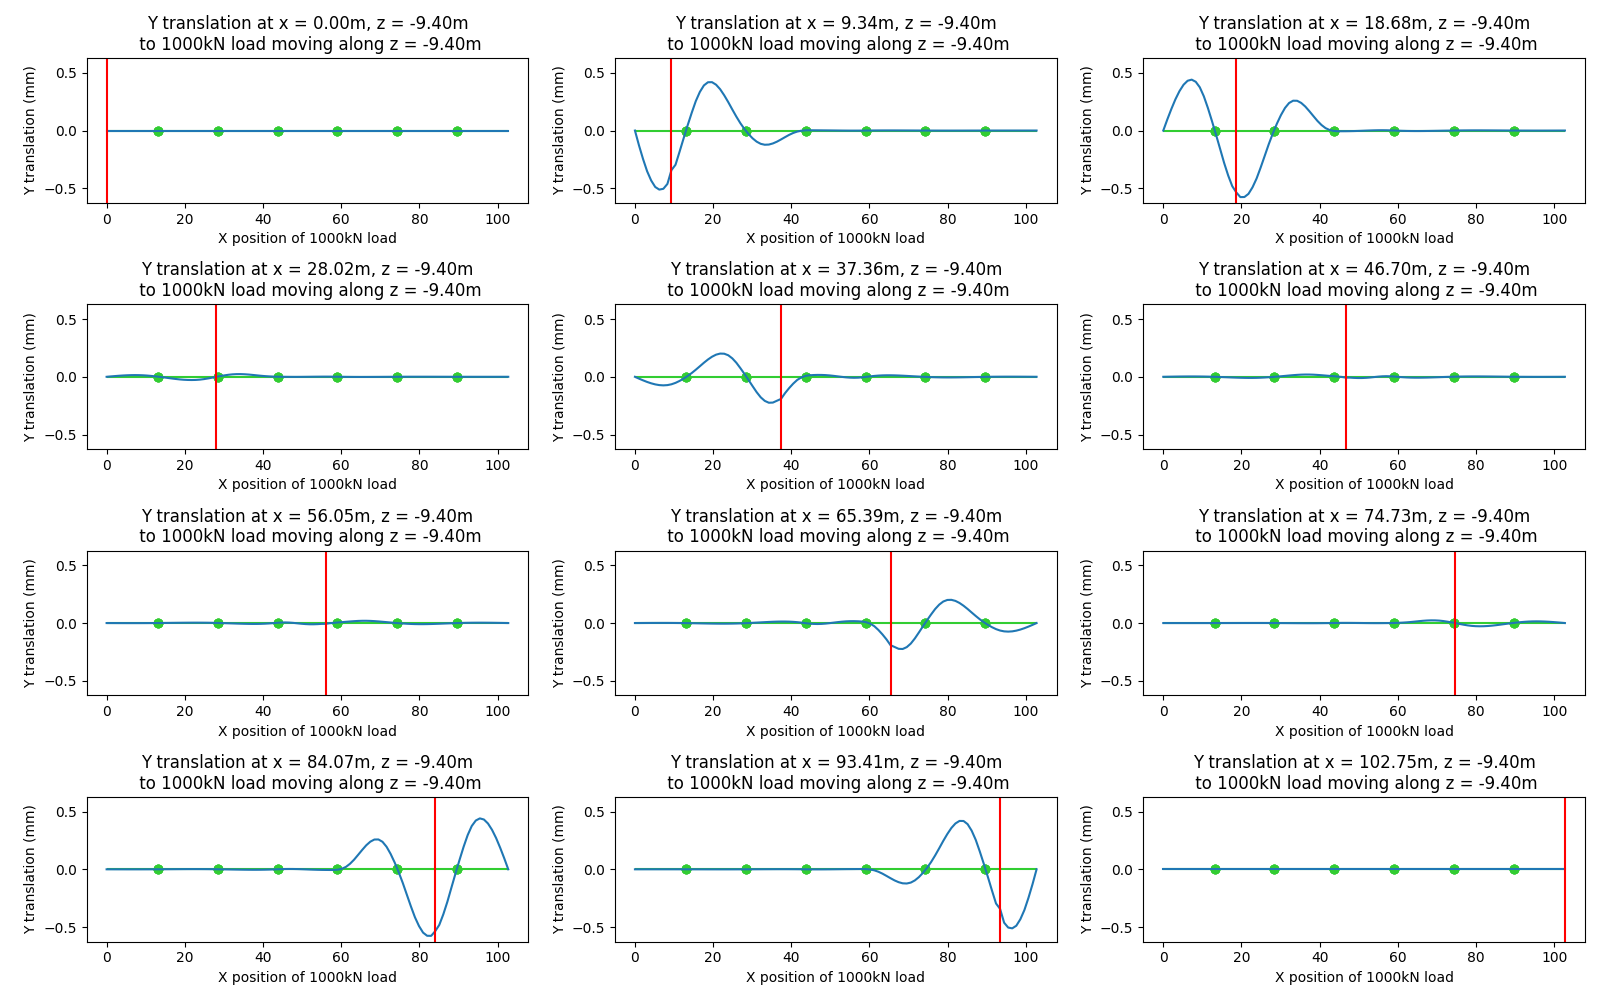 Y translation at x = 0.00m, z = -9.40m
to 1000kN load moving along z = -9.40m
Y translation (mm)
0.5
0.0
−0.5
0 20 40 60 80 100
X position of 1000kN load
Y translation at x = 9.34m, z = -9.40m
to 1000kN load moving along z = -9.40m
Y translation (mm)
0.5
0.0
−0.5
0 20 40 60 80 100
X position of 1000kN load
Y translation at x = 18.68m, z = -9.40m
to 1000kN load moving along z = -9.40m
Y translation (mm)
0.5
0.0
−0.5
0 20 40 60 80 100
X position of 1000kN load
Y translation at x = 28.02m, z = -9.40m
to 1000kN load moving along z = -9.40m
Y translation (mm)
0.5
0.0
−0.5
0 20 40 60 80 100
X position of 1000kN load
Y translation at x = 37.36m, z = -9.40m
to 1000kN load moving along z = -9.40m
Y translation (mm)
0.5
0.0
−0.5
0 20 40 60 80 100
X position of 1000kN load
Y translation at x = 46.70m, z = -9.40m
to 1000kN load moving along z = -9.40m
Y translation (mm)
0.5
0.0
−0.5
0 20 40 60 80 100
X position of 1000kN load
Y translation at x = 56.05m, z = -9.40m
to 1000kN load moving along z = -9.40m
Y translation (mm)
0.5
0.0
−0.5
0 20 40 60 80 100
X position of 1000kN load
Y translation at x = 65.39m, z = -9.40m
to 1000kN load moving along z = -9.40m
Y translation (mm)
0.5
0.0
−0.5
0 20 40 60 80 100
X position of 1000kN load
Y translation at x = 74.73m, z = -9.40m
to 1000kN load moving along z = -9.40m
Y translation (mm)
0.5
0.0
−0.5
0 20 40 60 80 100
X position of 1000kN load
Y translation at x = 84.07m, z = -9.40m
to 1000kN load moving along z = -9.40m
Y translation (mm)
0.5
0.0
−0.5
0 20 40 60 80 100
X position of 1000kN load
Y translation at x = 93.41m, z = -9.40m
to 1000kN load moving along z = -9.40m
Y translation (mm)
0.5
0.0
−0.5
0 20 40 60 80 100
X position of 1000kN load
Y translation at x = 102.75m, z = -9.40m
to 1000kN load moving along z = -9.40m
Y translation (mm)
0.5
0.0
−0.5
0 20 40 60 80 100
X position of 1000kN load